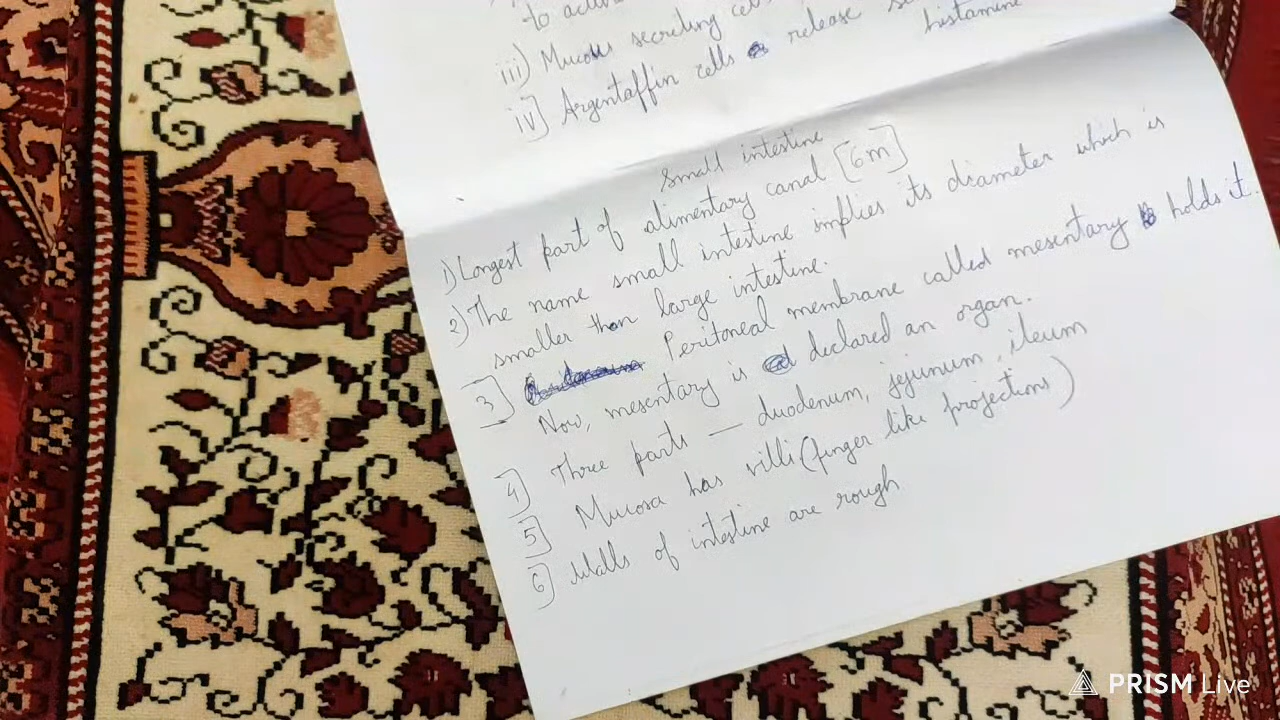 to
iii) Mucous secreting cells
iv) Argentaffin cells release
histamine
Small intestine
1) Longest part of alimentary canal [6m]
2) The name small intestine implies its diameter which is
smaller than large intestine.
3) Peritoneal membrane called mesentary holds it.
Now, mesentary is declared an organ.
4) Three parts — duodenum, jejunum, ileum
5) Mucosa has villi (finger like projections)
6) Walls of intestine are rough
PRISM Live